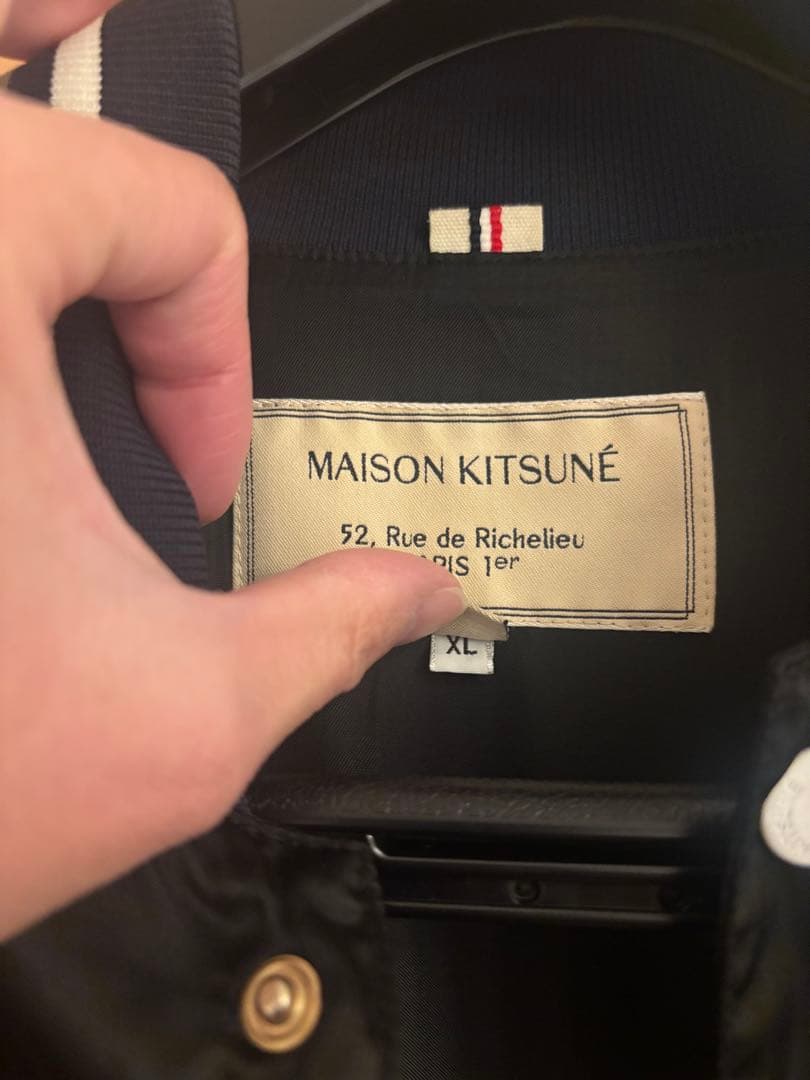 MAISON KITSUNÉ
52, Rue de Richelieu
1er
XL